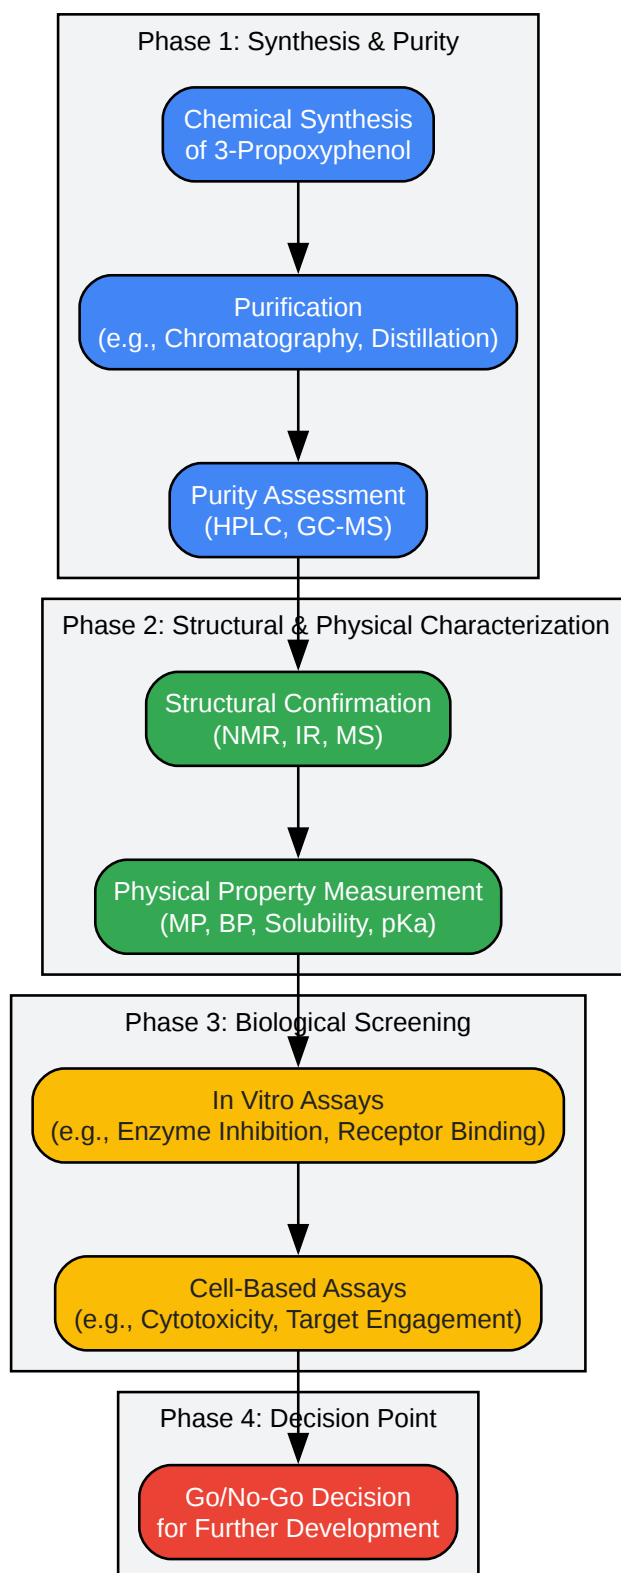 Phase 1: Synthesis & Purity
Chemical Synthesis
of 3-Propoxyphenol
Purification
(e.g., Chromatography, Distillation)
Purity Assessment
(HPLC, GC-MS)
Phase 2: Structural & Physical Characterization
Structural Confirmation
(NMR, IR, MS)
Physical Property Measurement
(MP, BP, Solubility, pKa)
Phase 3: Biological Screening
In Vitro Assays
(e.g., Enzyme Inhibition, Receptor Binding)
Cell-Based Assays
(e.g., Cytotoxicity, Target Engagement)
Phase 4: Decision Point
Go/No-Go Decision
for Further Development